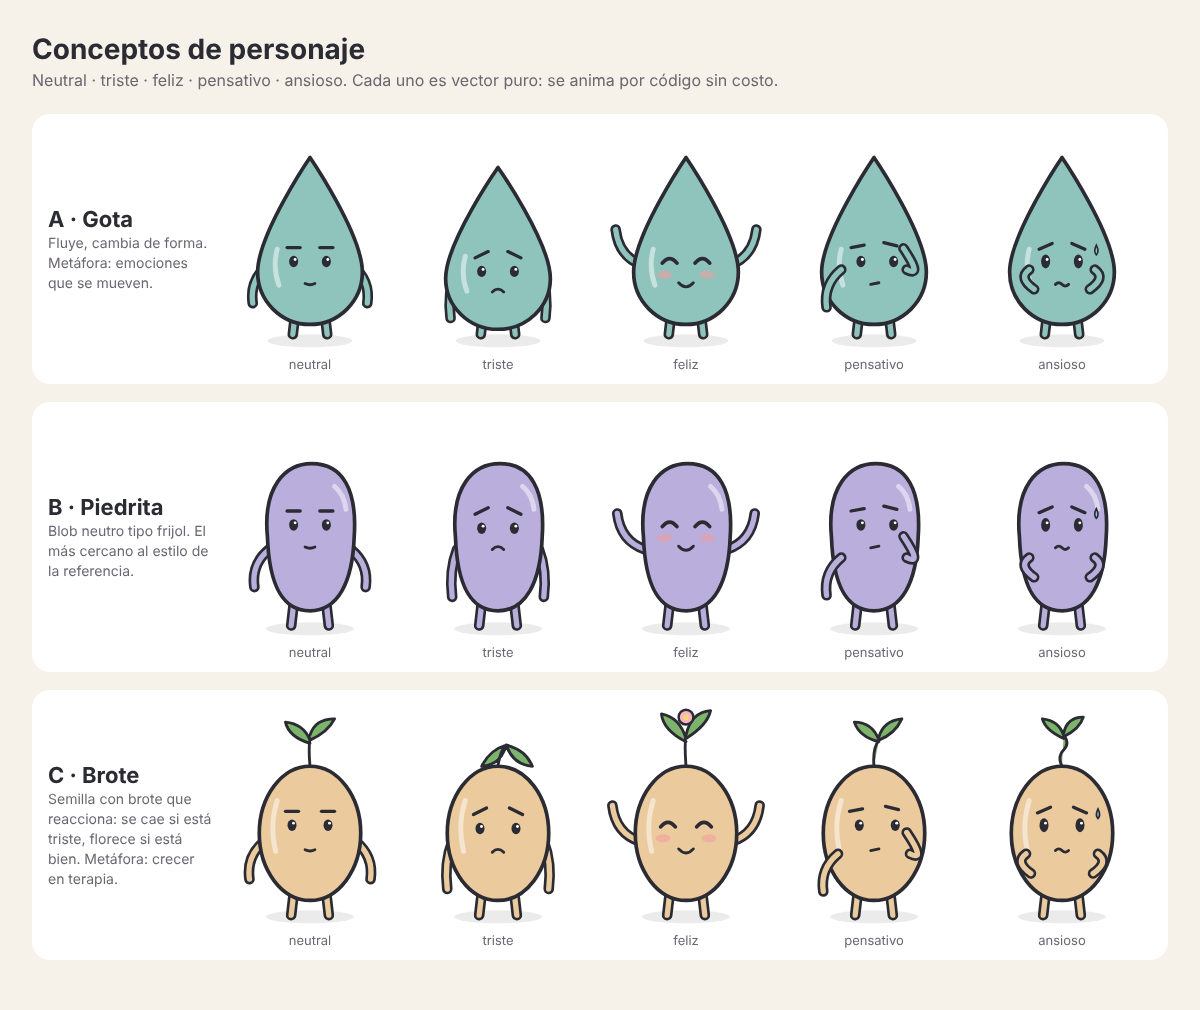 Conceptos de personaje
Neutral · triste · feliz · pensativo · ansioso. Cada uno es vector puro: se anima por código sin costo.
A · Gota
Fluye, cambia de forma.
Metáfora: emociones
que se mueven.
neutral
triste
feliz
pensativo
ansioso
B · Piedrita
Blob neutro tipo frijol. El
más cercano al estilo de
la referencia.
neutral
triste
feliz
pensativo
ansioso
C · Brote
Semilla con brote que
reacciona: se cae si está
triste, florece si está
bien. Metáfora: crecer
en terapia.
neutral
triste
feliz
pensativo
ansioso